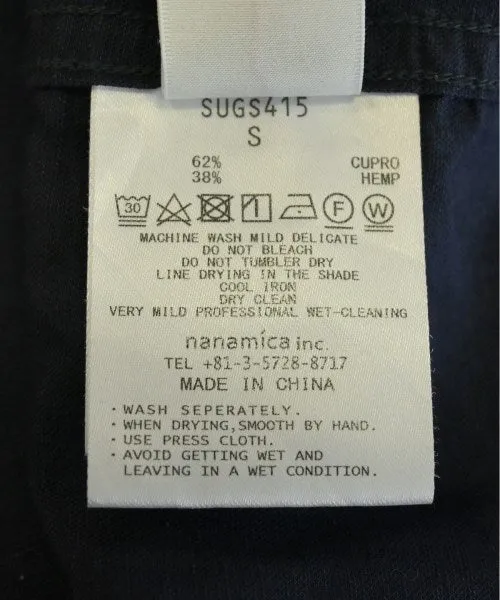 SUGS415
S
62% CUPRO
38% HEMP
30 F W
MACHINE WASH MILD DELICATE
DO NOT BLEACH
DO NOT TUMBLER DRY
LINE DRYING IN THE SHADE
COOL IRON
DRY CLEAN
VERY MILD PROFESSIONAL WET-CLEANING
nanamica inc.
TEL +81-3-5728-8717
MADE IN CHINA
・WASH SEPERATELY.
・WHEN DRYING,SMOOTH BY HAND.
・USE PRESS CLOTH.
・AVOID GETTING WET AND
LEAVING IN A WET CONDITION.